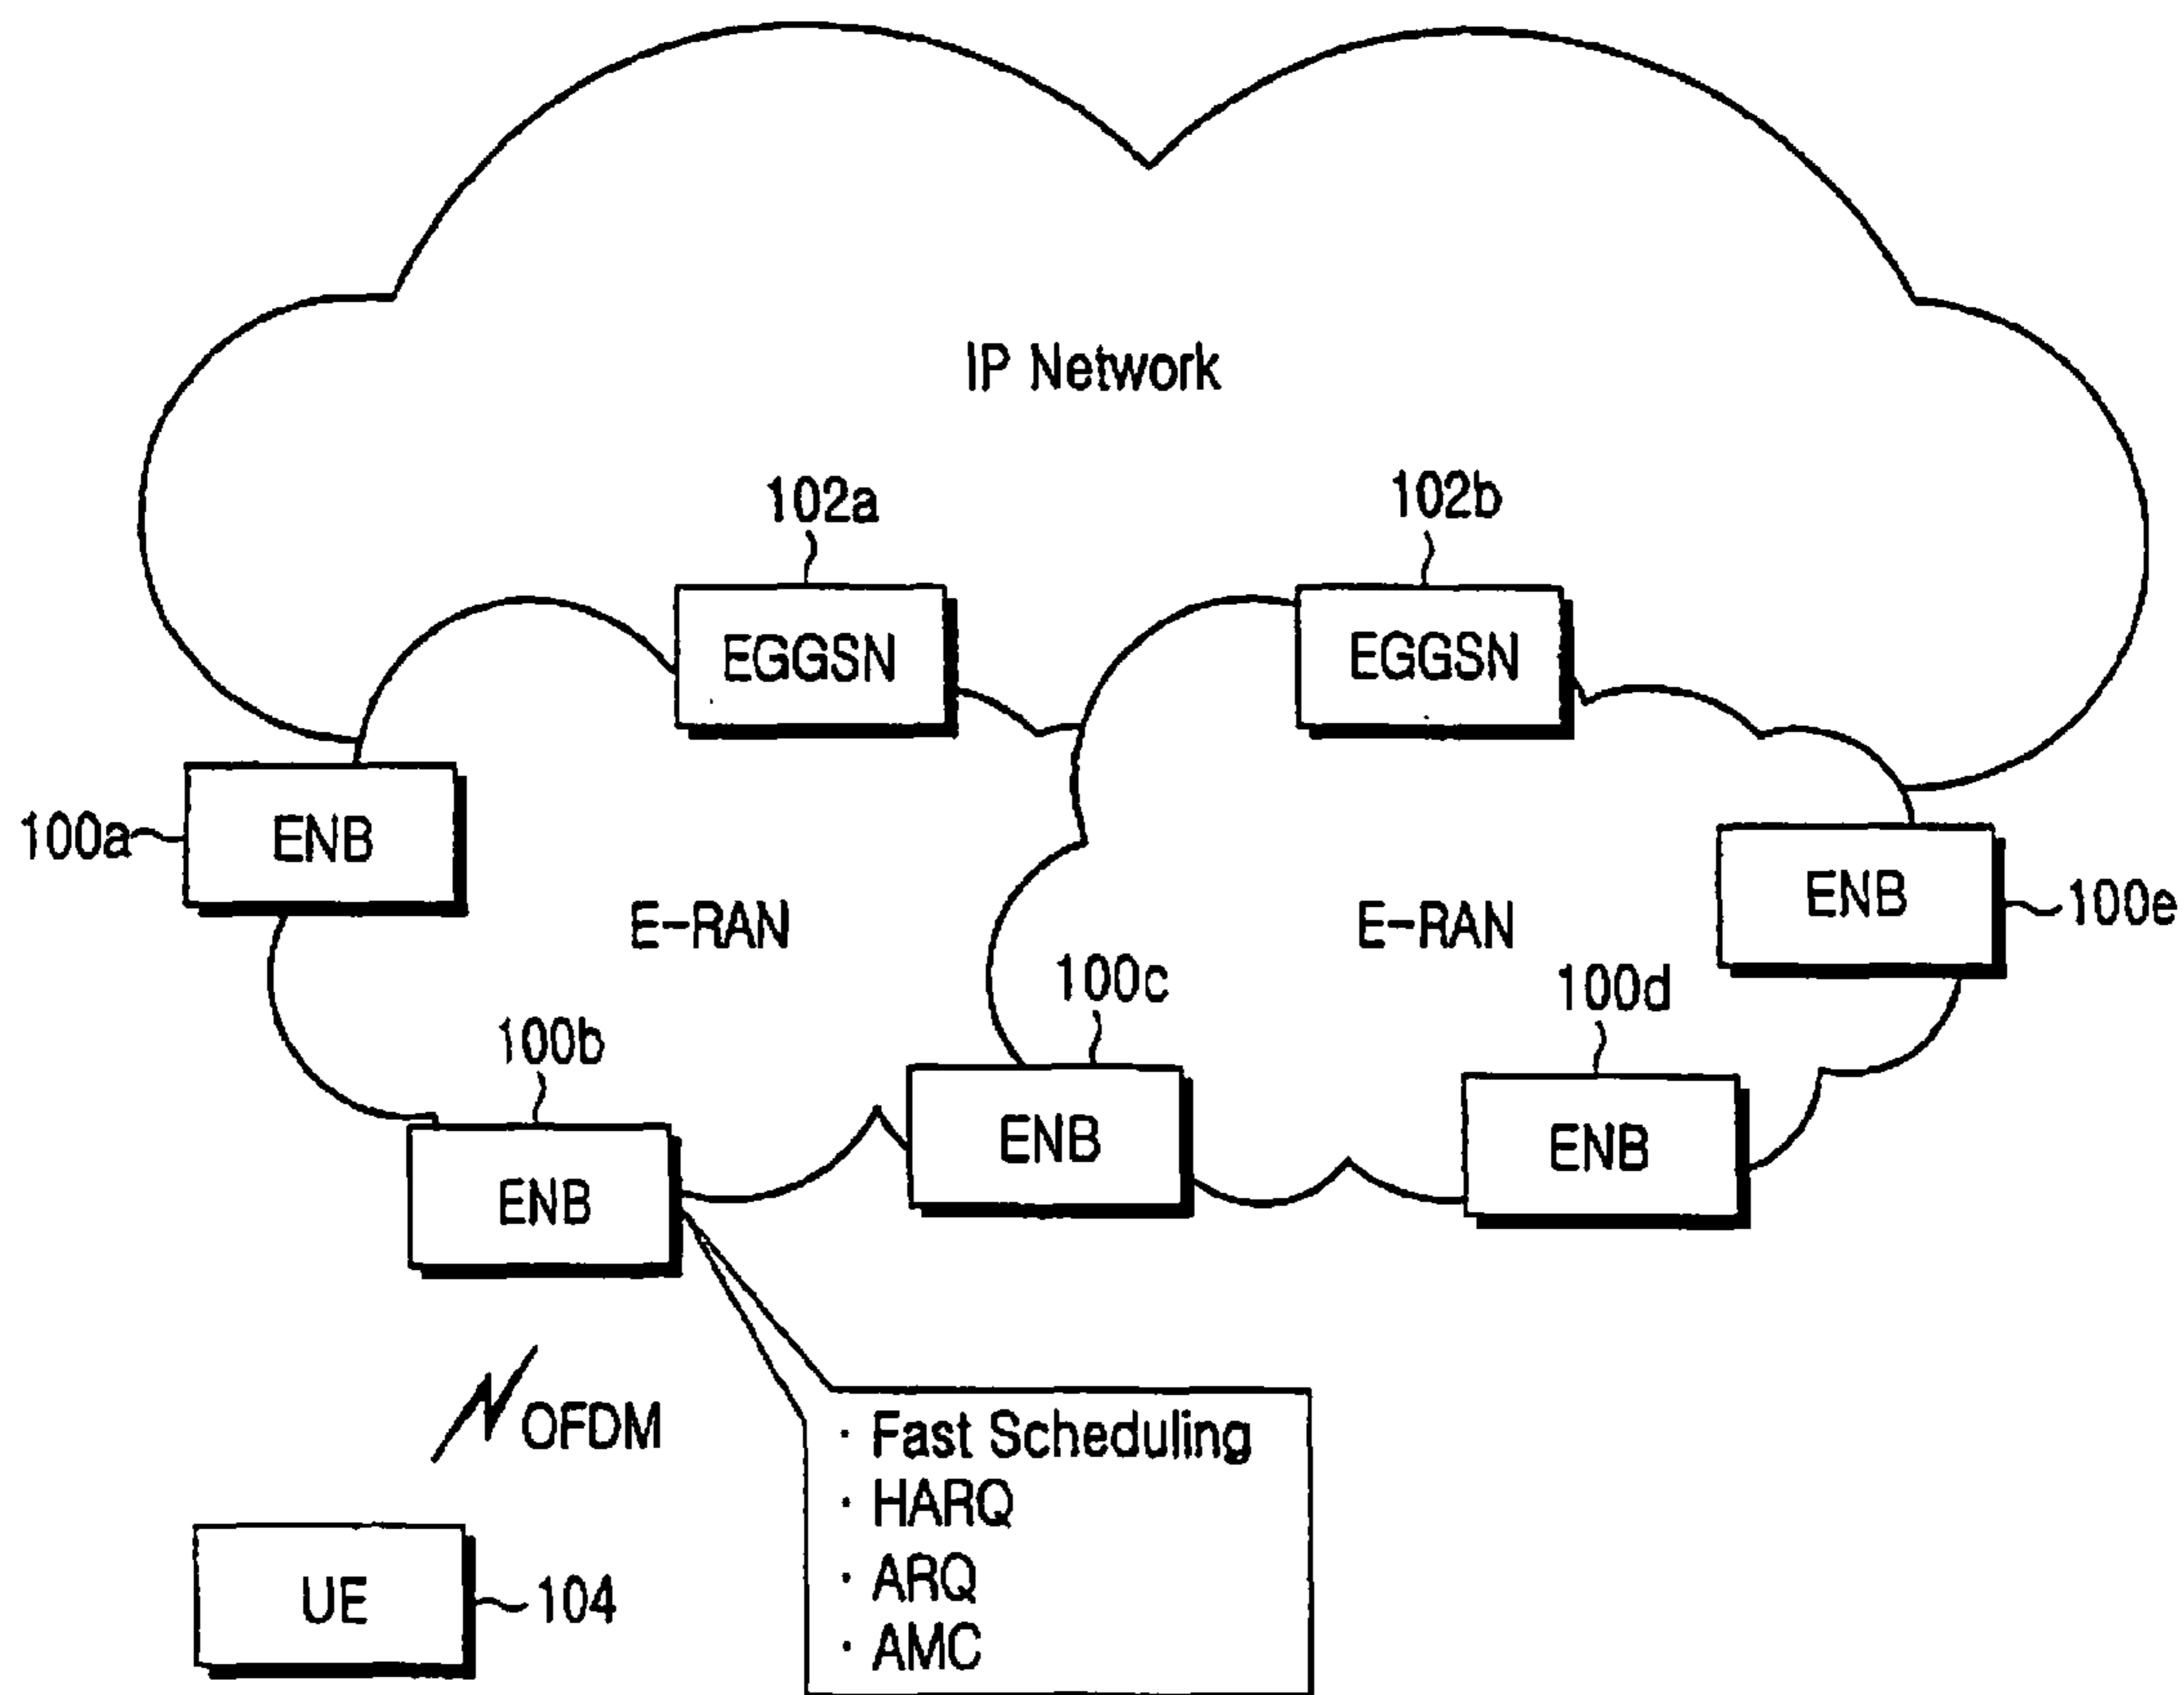 IP Network
102a
102b
EGGSN
EGGSN
100a
ENB
ENB
100e
E-RAN
E-RAN
100c
100d
100b
ENB
ENB
ENB
OFDM
· Fast Scheduling
· HARQ
· ARQ
· AMC
UE
104